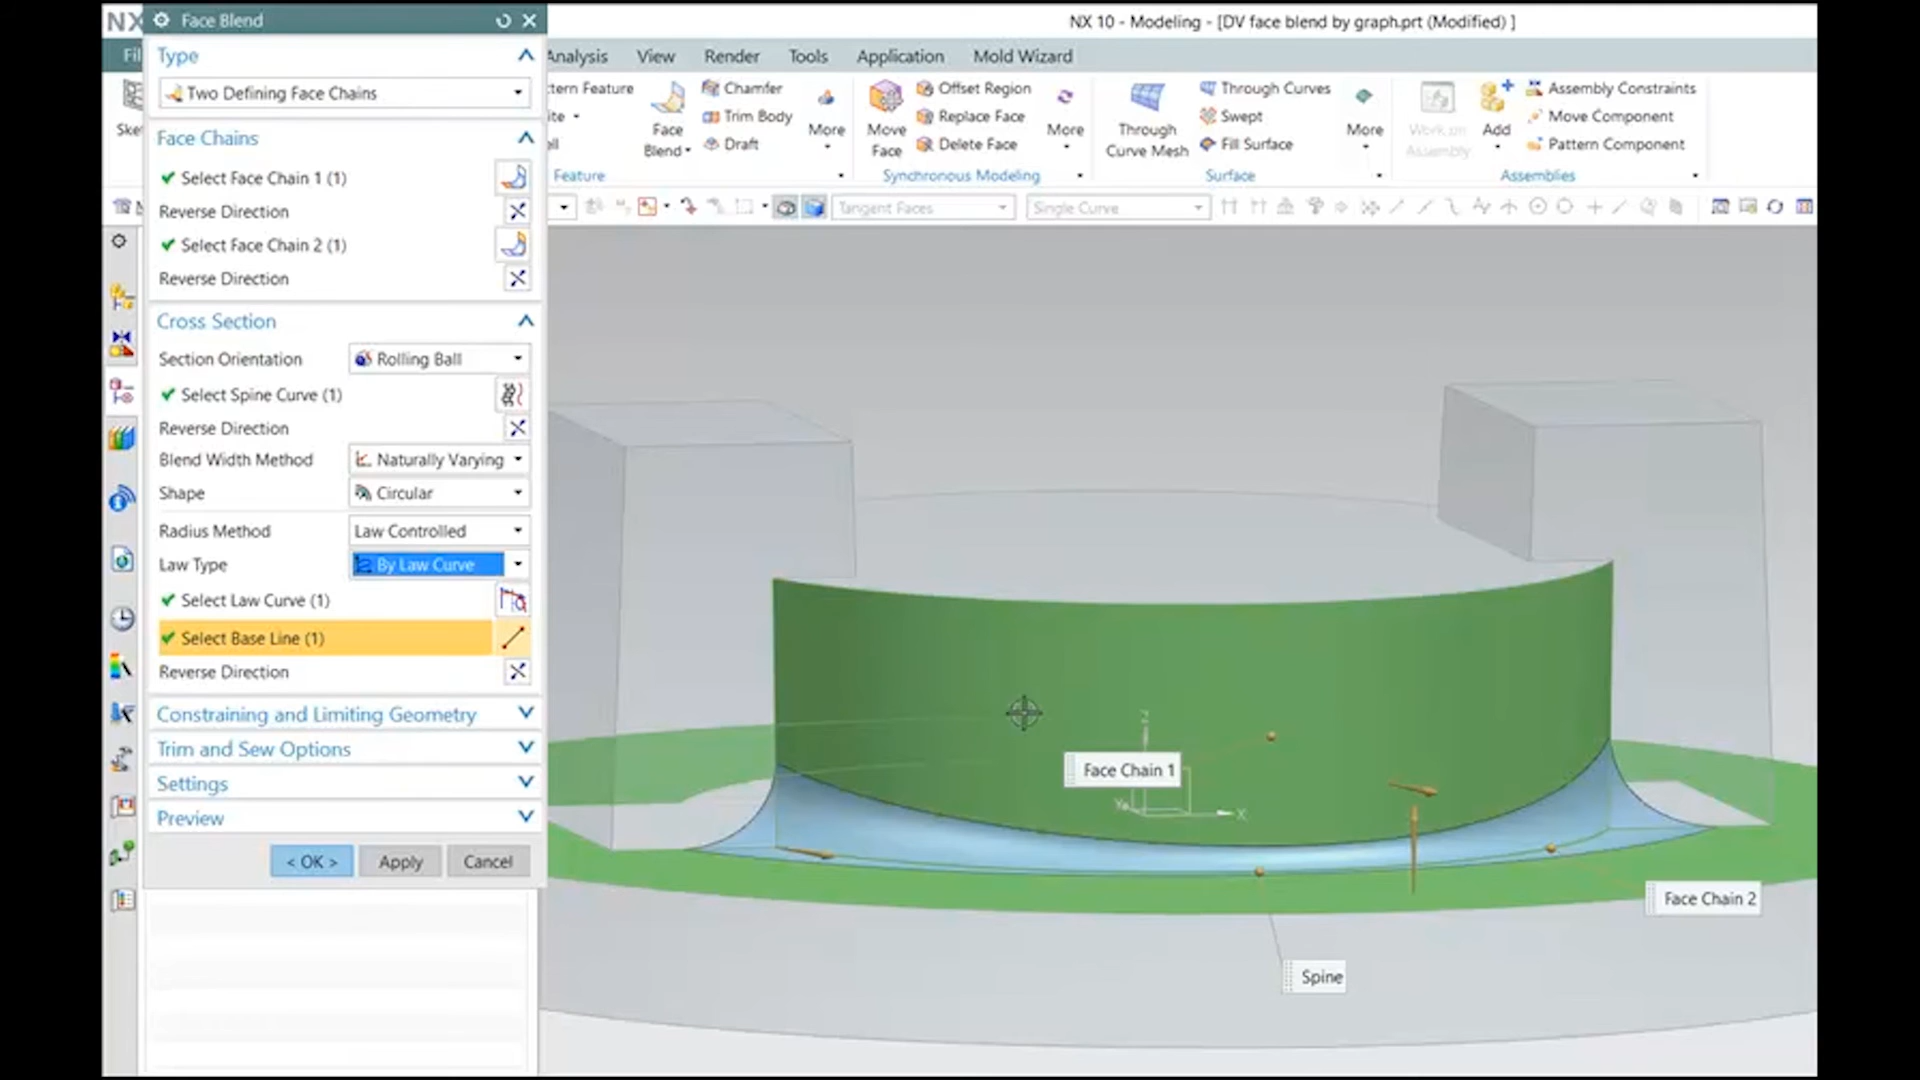 NX
Face Blend
NX 10 - Modeling - [DV face blend by graph.prt (Modified) ]
Analysis
View
Render
Tools
Application
Mold Wizard
Face Blend
Chamfer
Trim Body
Draft
More
Feature
Move Face
Offset Region
Replace Face
Delete Face
More
Synchronous Modeling
Through Curve Mesh
Through Curves
Swept
Fill Surface
More
Surface
Work on Assembly
Add
Assembly Constraints
Move Component
Pattern Component
Assemblies
Tangent Faces
Single Curve
Type
Two Defining Face Chains
Face Chains
Select Face Chain 1 (1)
Reverse Direction
Select Face Chain 2 (1)
Reverse Direction
Cross Section
Section Orientation
Rolling Ball
Select Spine Curve (1)
Reverse Direction
Blend Width Method
Naturally Varying
Shape
Circular
Radius Method
Law Controlled
Law Type
By Law Curve
Select Law Curve (1)
Select Base Line (1)
Reverse Direction
Constraining and Limiting Geometry
Trim and Sew Options
Settings
Preview
< OK >
Apply
Cancel
Face Chain 1
Z
X
Face Chain 2
Spine